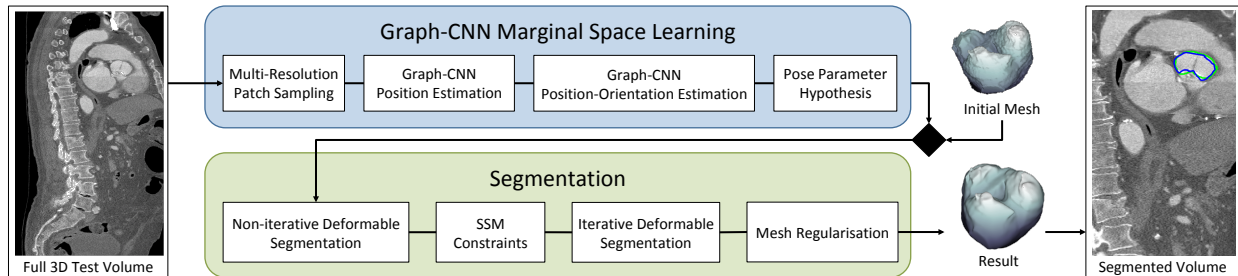 Full 3D Test Volume
Graph-CNN Marginal Space Learning
Multi-Resolution
Patch Sampling
Graph-CNN
Position Estimation
Graph-CNN
Position-Orientation Estimation
Pose Parameter
Hypothesis
Initial Mesh
Segmentation
Non-iterative Deformable
Segmentation
SSM
Constraints
Iterative Deformable
Segmentation
Mesh Regularisation
Result
Segmented Volume